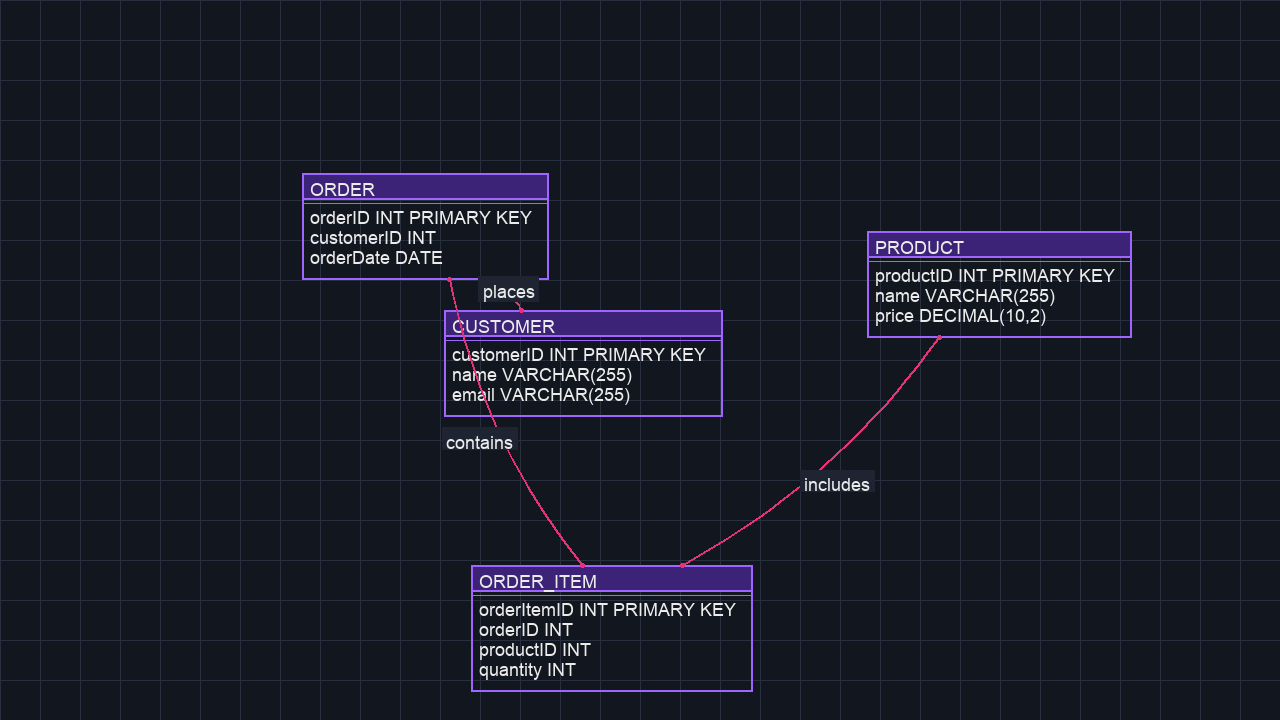 ORDER
orderID INT PRIMARY KEY
customerID INT
orderDate DATE
PRODUCT
productID INT PRIMARY KEY
name VARCHAR(255)
price DECIMAL(10,2)
places
CUSTOMER
customerID INT PRIMARY KEY
name VARCHAR(255)
email VARCHAR(255)
contains
includes
ORDER_ITEM
orderItemID INT PRIMARY KEY
orderID INT
productID INT
quantity INT